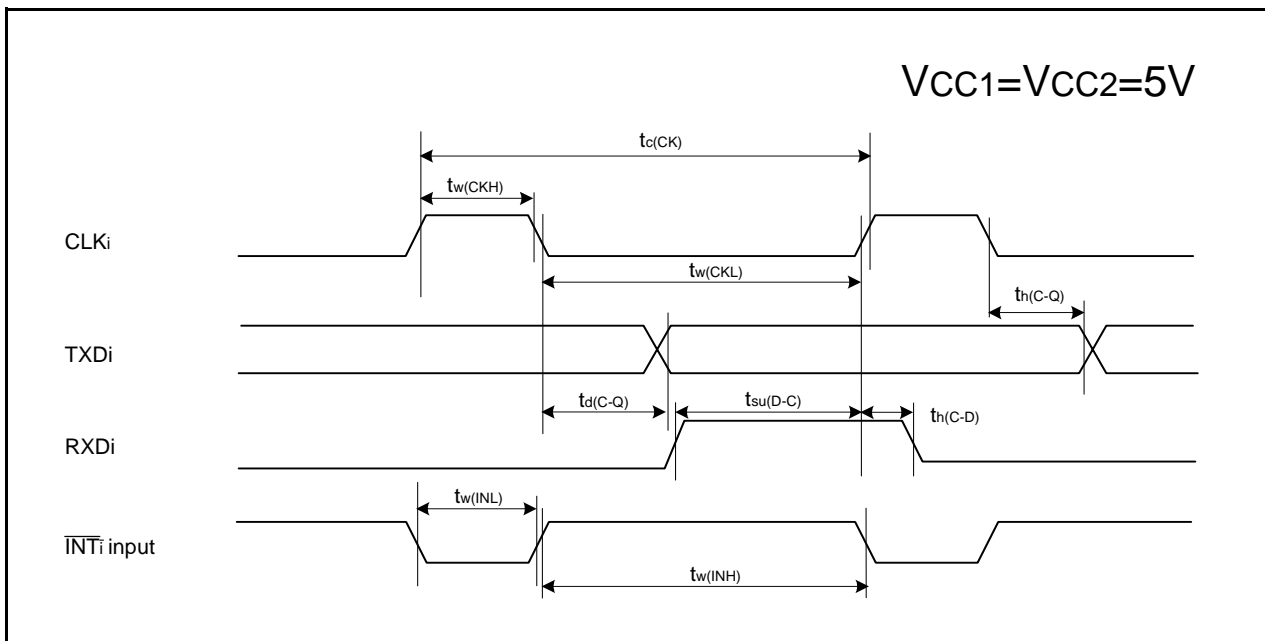 VCC1=VCC2=5V
tc(CK)
tw(CKH)
CLKi
tw(CKL)
th(C-Q)
TXDi
td(C-Q)
tsu(D-C)
th(C-D)
RXDi
tw(INL)
I̅N̅T̅i input
tw(INH)